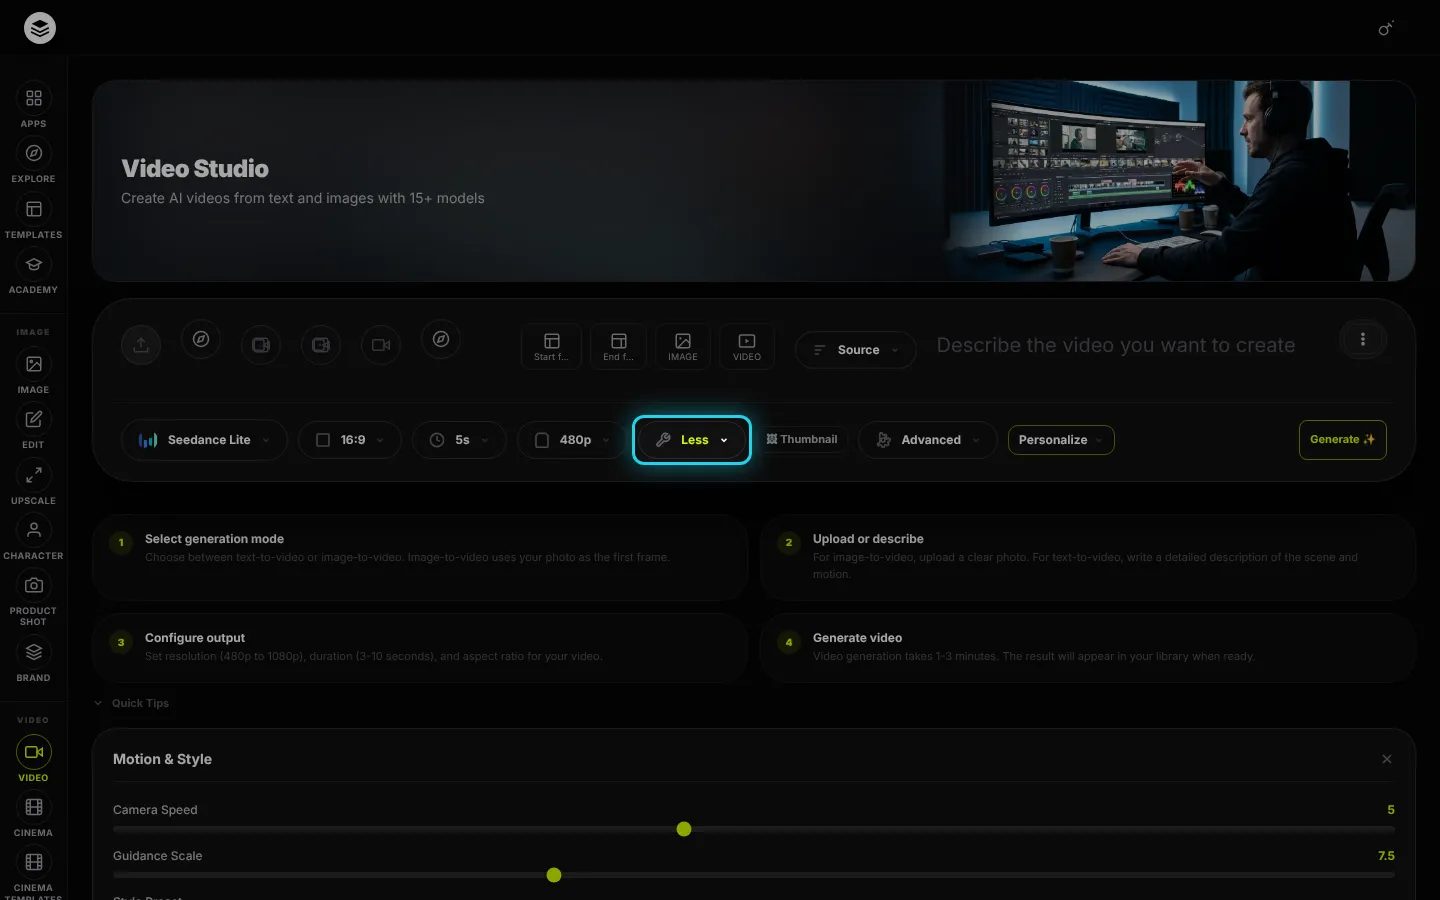 Video Studio
Create AI videos from text and images with 15+ models
APPS
EXPLORE
TEMPLATES
ACADEMY
IMAGE
IMAGE
EDIT
UPSCALE
CHARACTER
PRODUCT
SHOT
BRAND
VIDEO
VIDEO
CINEMA
CINEMA
TEMPLATES
Start f...
End f...
IMAGE
VIDEO
Source
Describe the video you want to create
Seedance Lite
16:9
5s
480p
Less
Thumbnail
Advanced
Personalize
Generate ✨
1
Select generation mode
Choose between text-to-video or image-to-video. Image-to-video uses your photo as the first frame.
2
Upload or describe
For image-to-video, upload a clear photo. For text-to-video, write a detailed description of the scene and
motion.
3
Configure output
Set resolution (480p to 1080p), duration (3-10 seconds), and aspect ratio for your video.
4
Generate video
Video generation takes 1-3 minutes. The result will appear in your library when ready.
Quick Tips
Motion & Style
Camera Speed
5
Guidance Scale
7.5
Style Preset